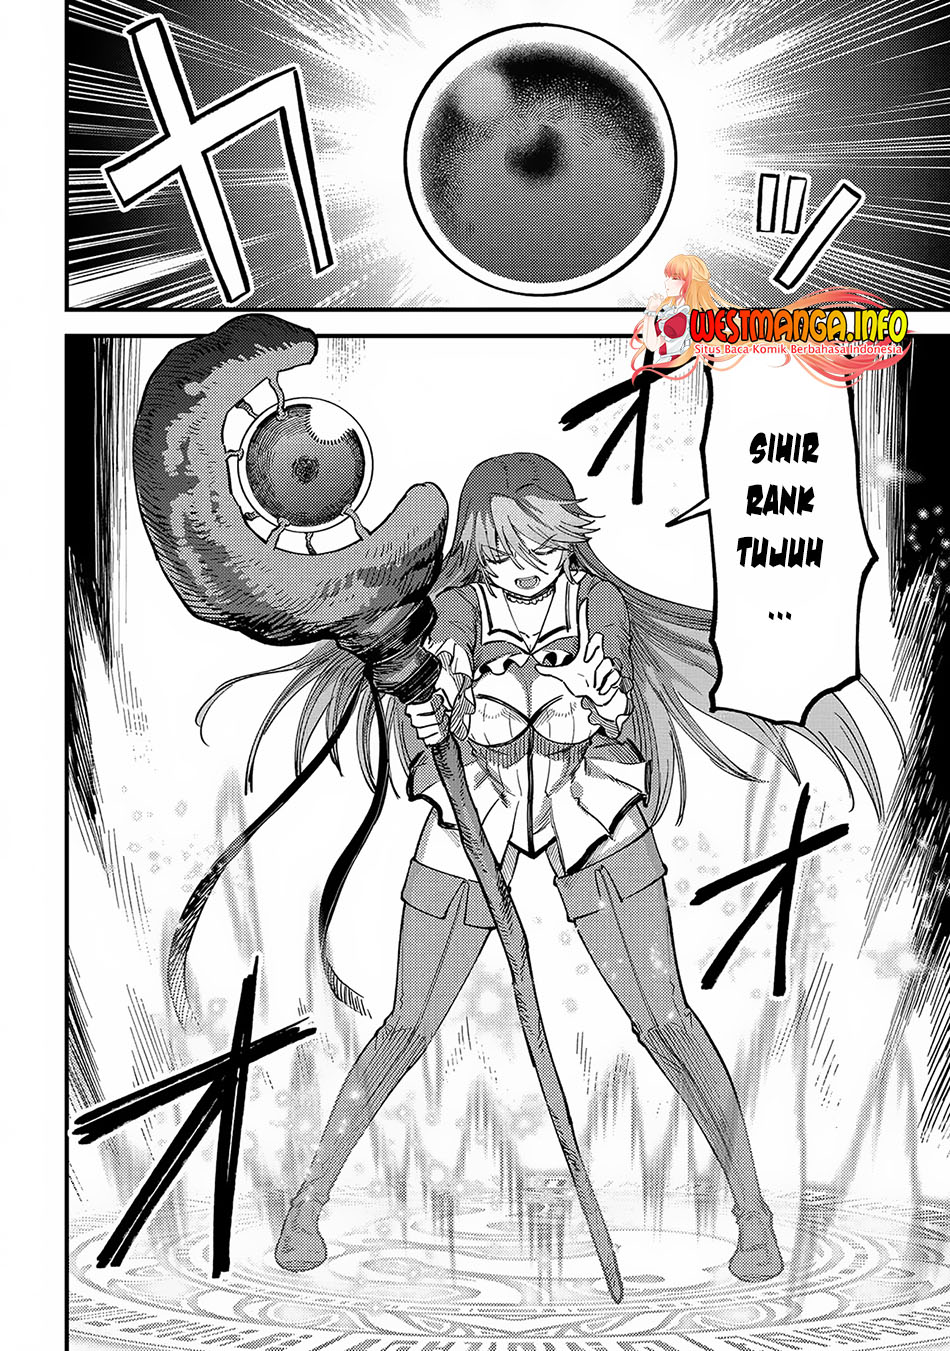 カッ
WESTMANGA.INFO
Situs Baca Komik Berbahasa Indonesia
オ
SIHIR
RANK
TUJUH
...
オ
オ